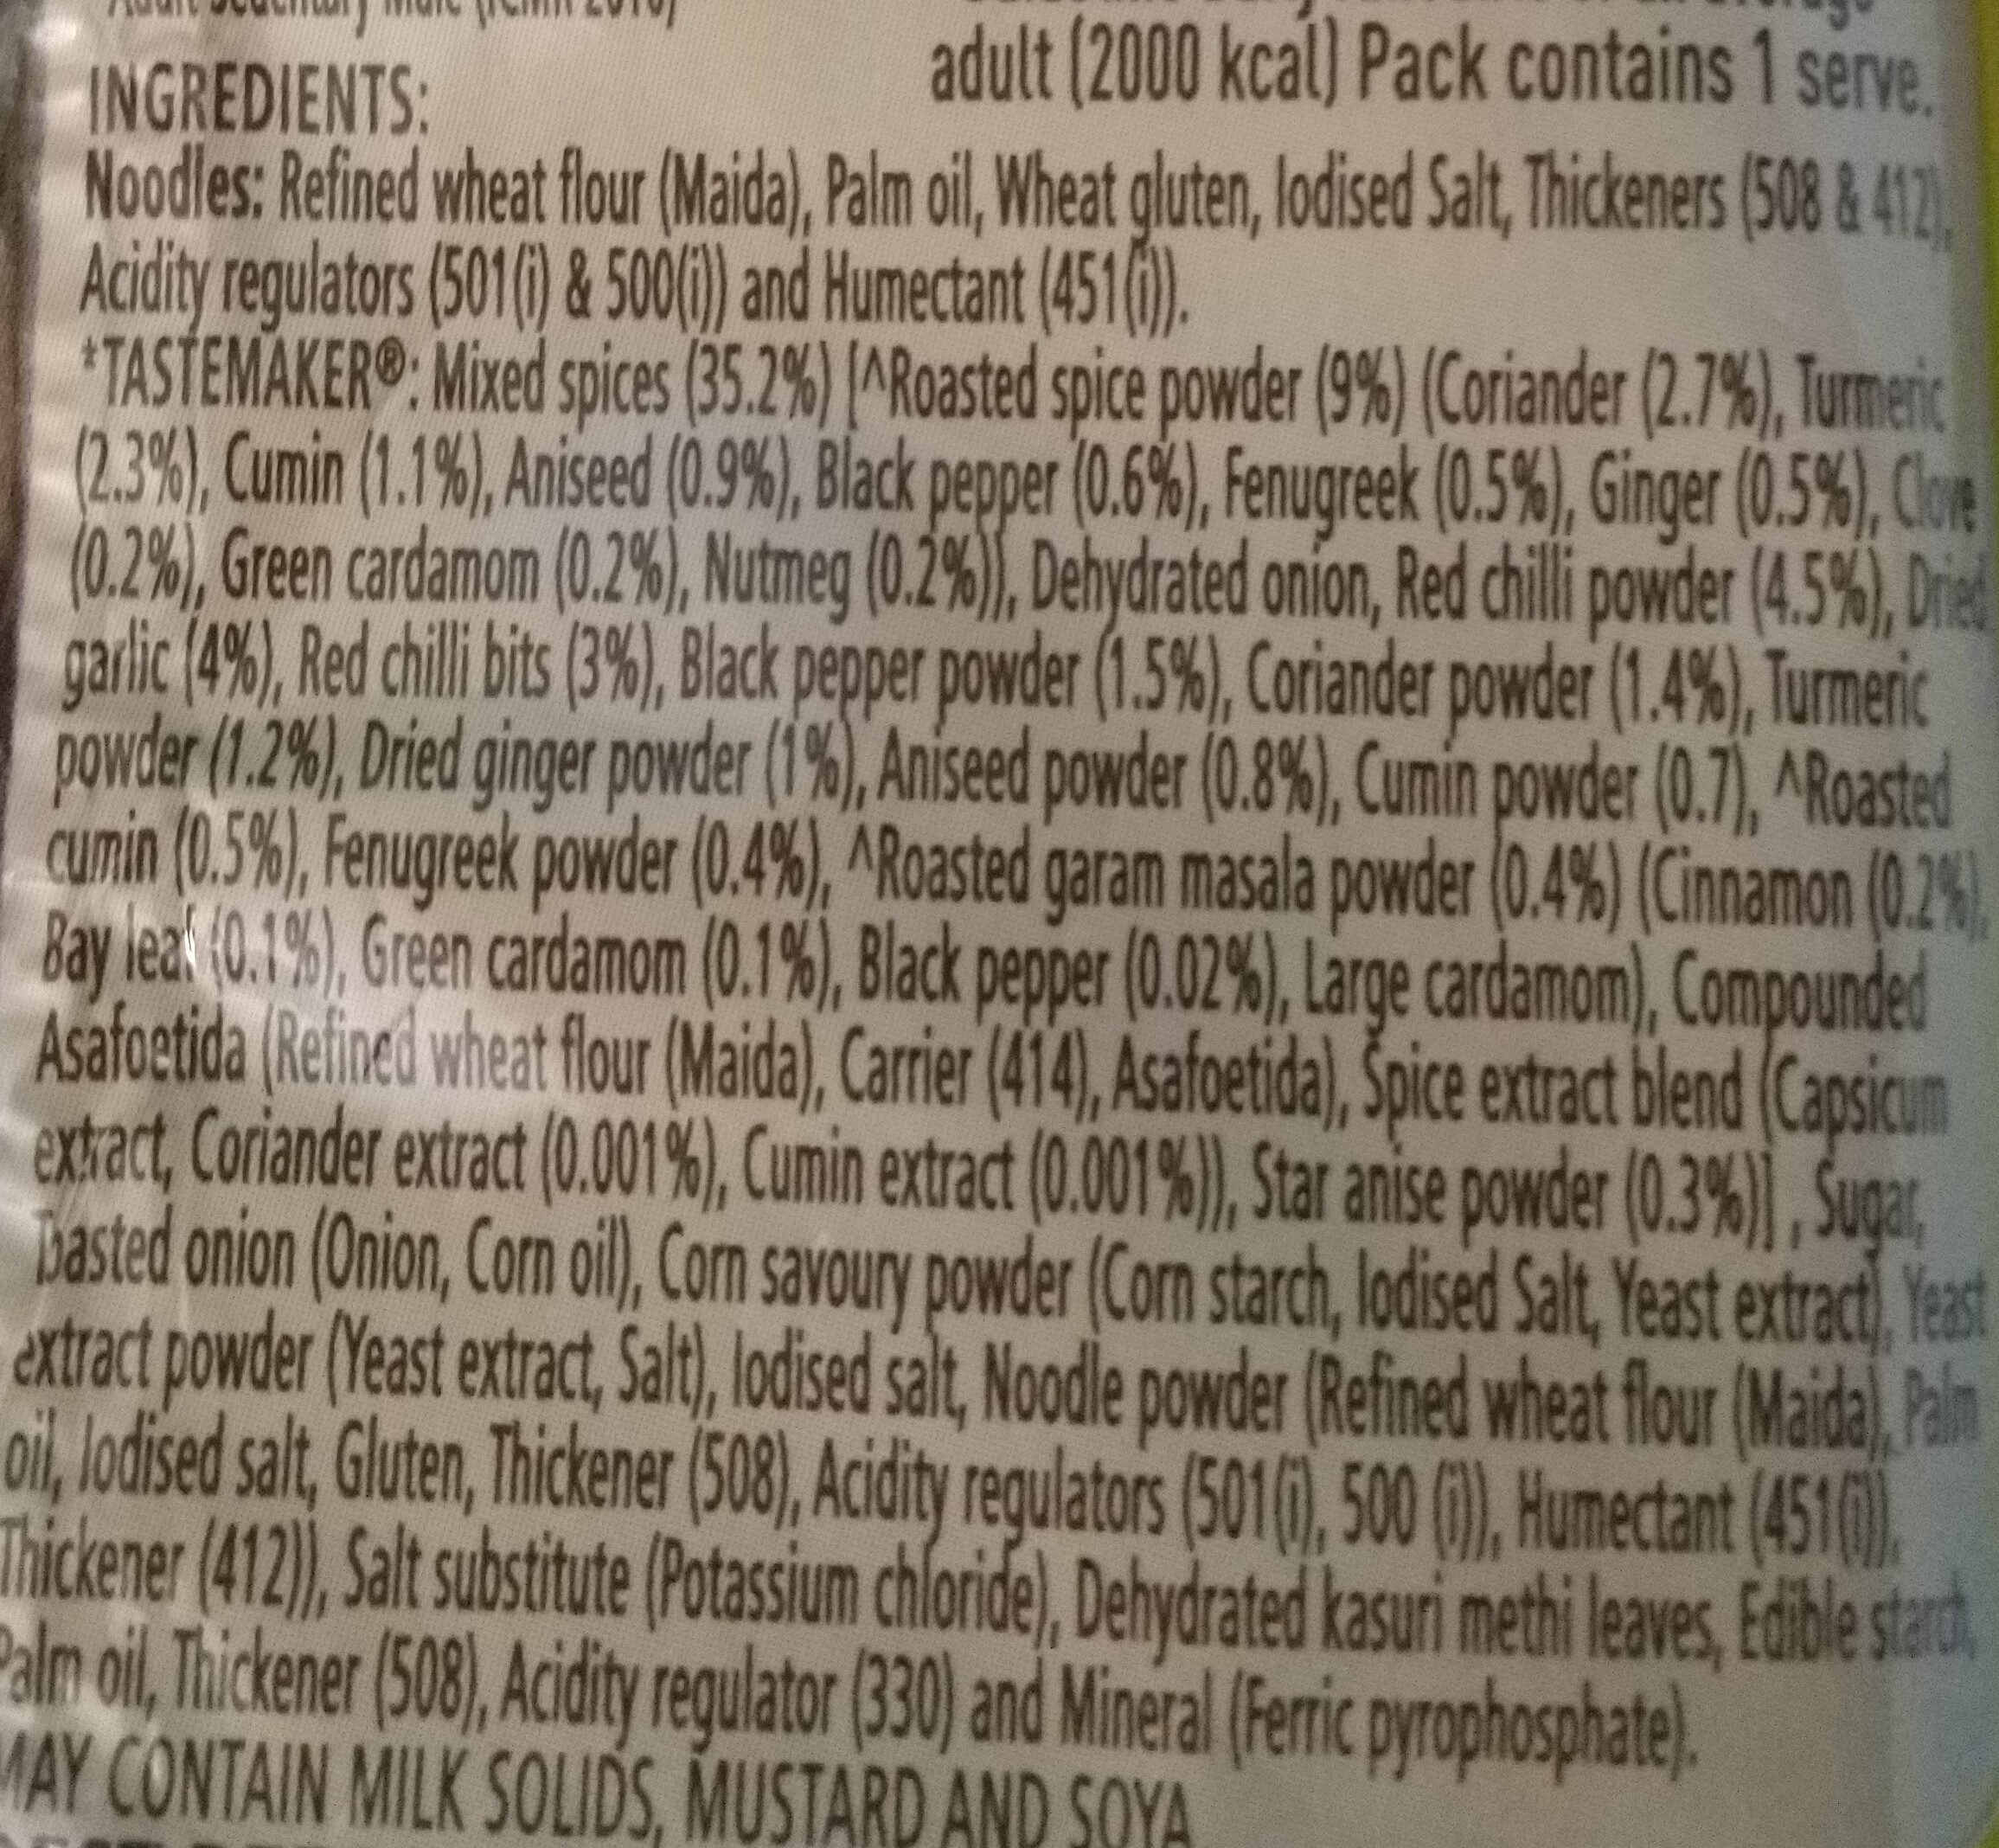 adult (2000 kcal) Pack contains 1 serve.
INGREDIENTS:
Noodles: Refined wheat flour (Maida), Palm oil, Wheat gluten, Iodised Salt, Thickeners (508 & 412),
Acidity regulators (501(i) & 500(i)) and Humectant (451(i)).
*TASTEMAKER®: Mixed spices (35.2%) [^Roasted spice powder (9%) (Coriander (2.7%), Turmeric
(2.3%), Cumin (1.1%), Aniseed (0.9%), Black pepper (0.6%), Fenugreek (0.5%), Ginger (0.5%), Clove
(0.2%), Green cardamom (0.2%), Nutmeg (0.2%)), Dehydrated onion, Red chilli powder (4.5%), Dried
garlic (4%), Red chilli bits (3%), Black pepper powder (1.5%), Coriander powder (1.4%), Turmeric
powder (1.2%), Dried ginger powder (1%), Aniseed powder (0.8%), Cumin powder (0.7), ^Roasted
cumin (0.5%), Fenugreek powder (0.4%), ^Roasted garam masala powder (0.4%) (Cinnamon (0.2%),
Bay leaf (0.1%), Green cardamom (0.1%), Black pepper (0.02%), Large cardamom), Compounded
Asafoetida (Refined wheat flour (Maida), Carrier (414), Asafoetida), Spice extract blend (Capsicum
extract, Coriander extract (0.001%), Cumin extract (0.001%)), Star anise powder (0.3%)] , Sugar,
onion (Onion, Corn oil), Corn savoury powder (Corn starch, Iodised Salt, Yeast extract), Yeast
extract powder (Yeast extract, Salt), Iodised salt, Noodle powder (Refined wheat flour (Maida), Palm
oil, Iodised salt, Gluten, Thickener (508), Acidity regulators (501(i), 500 (i)), Humectant (451(i)),
Thickener (412)), Salt substitute (Potassium chloride), Dehydrated kasuri methi leaves, Edible starch,
Palm oil, Thickener (508), Acidity regulator (330) and Mineral (Ferric pyrophosphate).
MAY CONTAIN MILK SOLIDS, MUSTARD AND SOYA